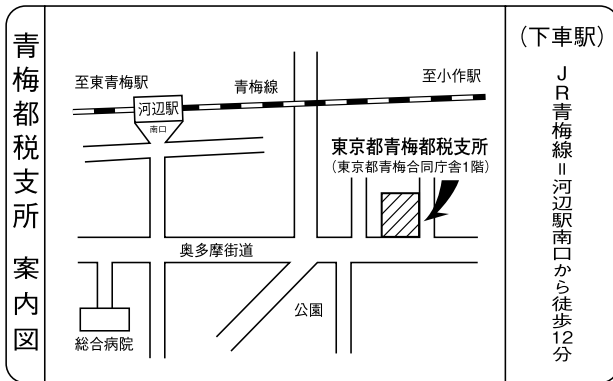 青梅都税支所 案内図
至東青梅駅
青梅線
至小作駅
河辺駅
南口
東京都青梅都税支所
(東京都青梅合同庁舎1階)
奥多摩街道
公園
総合病院
(下車駅)
JR青梅線=河辺駅南口から徒歩12分